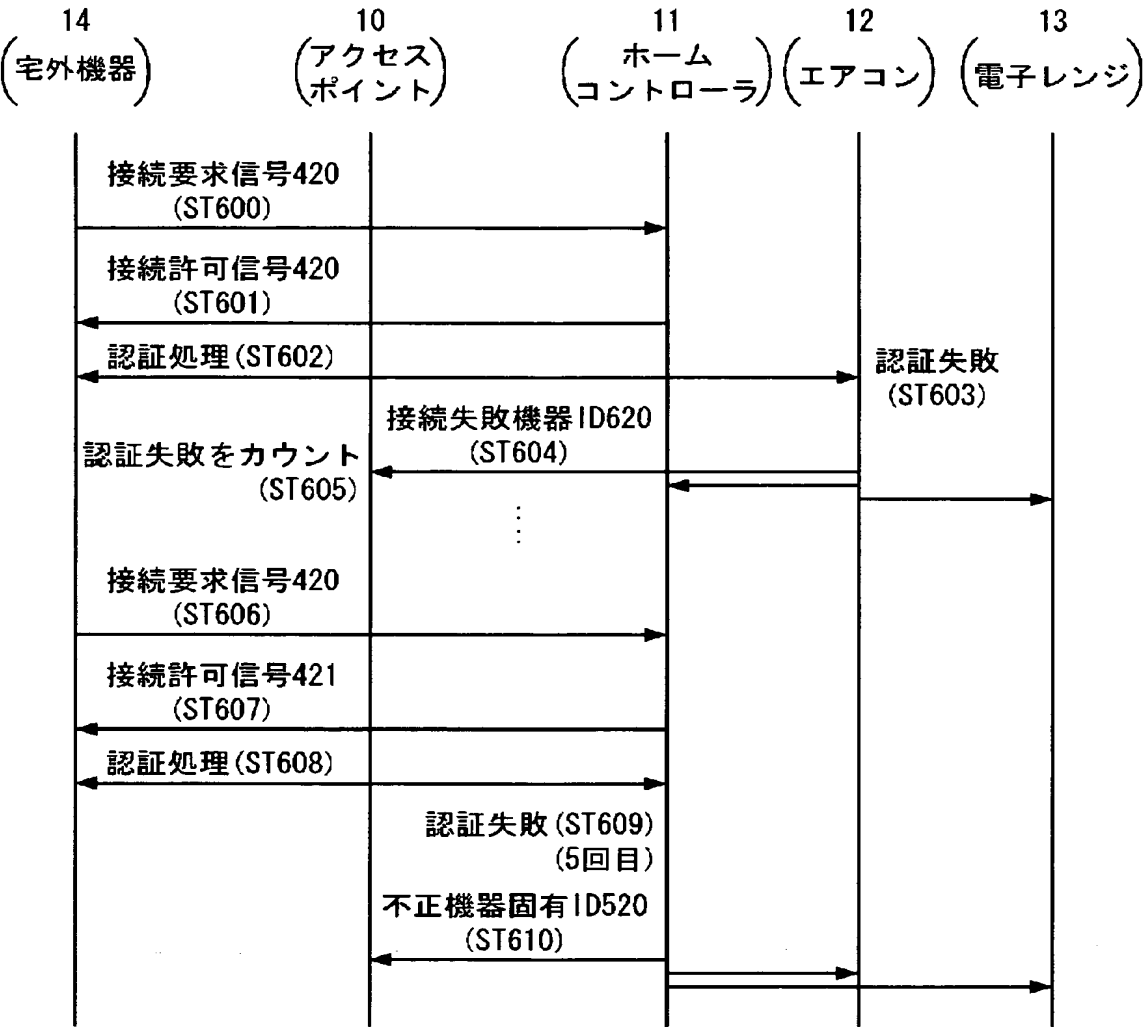 14
10
11
12
13
(宅外機器)
(アクセス
ポイント)
(ホーム
コントローラ)
(エアコン)
(電子レンジ)
接続要求信号420
(ST600)
接続許可信号420
(ST601)
認証処理(ST602)
認証失敗
(ST603)
接続失敗機器ID620
(ST604)
認証失敗をカウント
(ST605)
接続要求信号420
(ST606)
接続許可信号421
(ST607)
認証処理(ST608)
認証失敗(ST609)
(5回目)
不正機器固有ID520
(ST610)